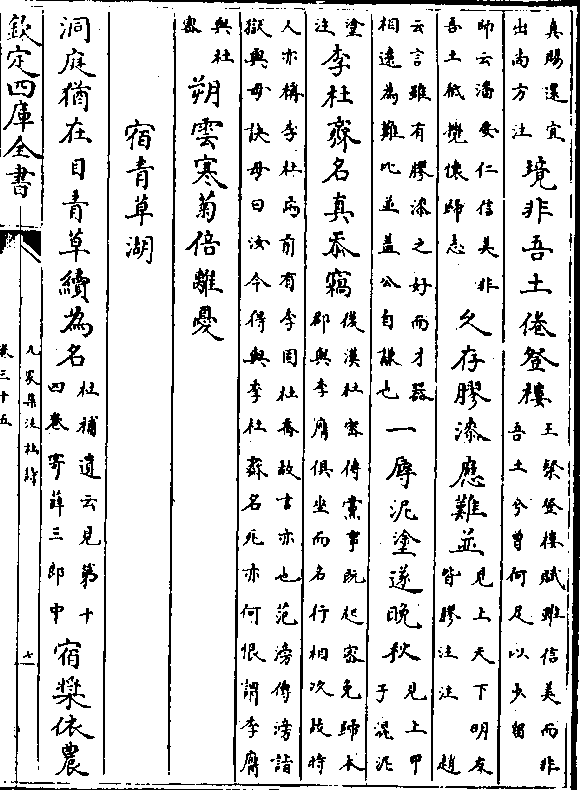 真賜還宜
出尚方注
境非吾土倦登樓
王粲登樓賦雖信美而非
吾土兮曾何足以少留
師云潘安仁信美非
吾土秪覺懷歸志
久存膠漆應難並
見上天下明友
皆膠注注 趙
云言雖有膠漆之好而才器
相遠為難比並蓋公自謙也
一辱泥塗遂晚秋
見上甲
子混泥
塗
注
李杜齊名真忝竊
後漢杜密傳黨事既起密免歸本
郡與李膺俱坐而名行相次故時
人亦稱李杜焉前有李固杜喬故言亦也范滂傳滂詣
獄與母訣母曰汝今得與李杜齊名死亦何恨謂李膺
與杜
密
朔雲寒菊倍離憂
宿青草湖
洞庭猶在目青草續為名
杜補遺云見第十
四卷寄薛三郎中
宿槳依農
欽定四庫全書
九家集注杜詩
卷三十五
七